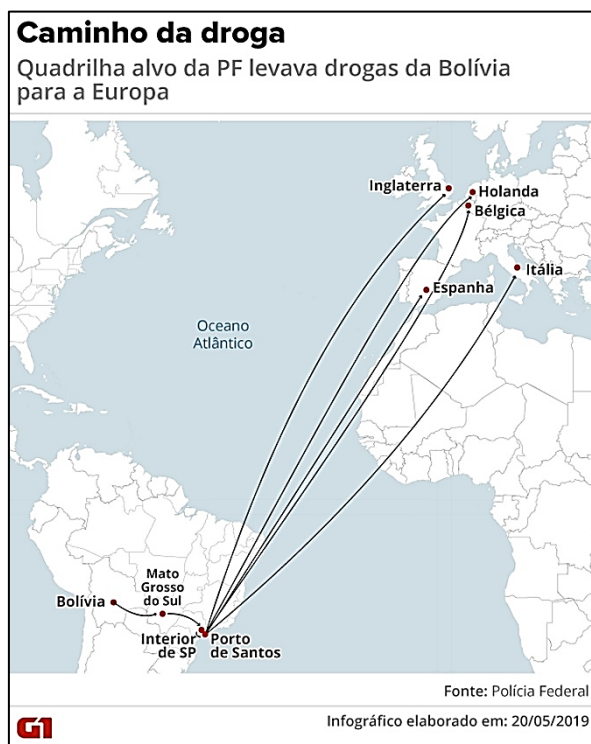 Caminho da droga
Quadrilha alvo da PF levava drogas da Bolívia
para a Europa
Inglaterra
Holanda
Bélgica
Itália
Espanha
Oceano
Atlântico
Mato
Grosso
do Sul
Bolívia
Interior
de SP
Porto
de Santos
Fonte: Polícia Federal
G1
Infográfico elaborado em: 20/05/2019